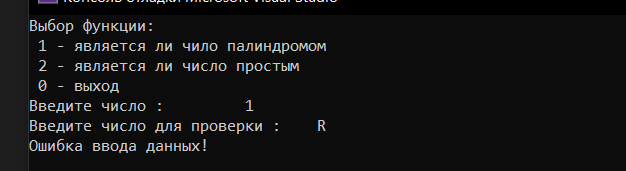 Консоль отладки Microsoft Visual Studio
Выбор функции:
1 - является ли чило палиндромом
2 - является ли число простым
0 - выход
Введите число : 1
Введите число для проверки : R
Ошибка ввода данных!